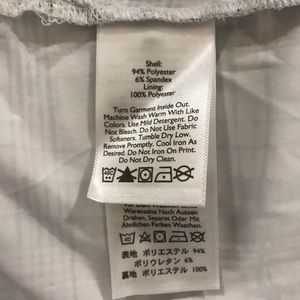 Shell:
94% Polyester
6% Spandex
Lining:
100% Polyester
Turn Garment Inside Out.
Machine Wash Warm With Like
Colors. Use Mild Detergent. Do
Not Bleach. Do Not Use Fabric
Softeners. Tumble Dry Low.
Remove Promptly. Cool Iron As
Desired. Do Not Iron On Print.
Do Not Dry Clean.
Warenseite Nach Aussen
Drehen, Separat Oder Mit
Ähnlichen Farben Waschen.
表地 ポリエステル 94%
ポリウレタン 6%
裏地 ポリエステル 100%